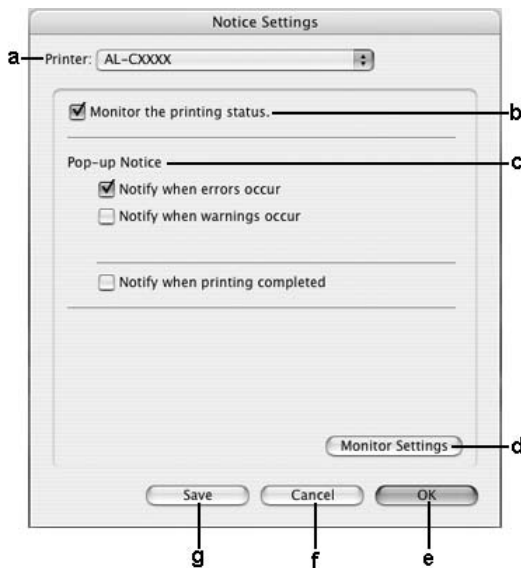 Notice Settings
a Printer: AL-CXXXX
Monitor the printing status. b
Pop-up Notice c
Notify when errors occur
Notify when warnings occur
Notify when printing completed
Monitor Settings d
Save Cancel OK
g f e